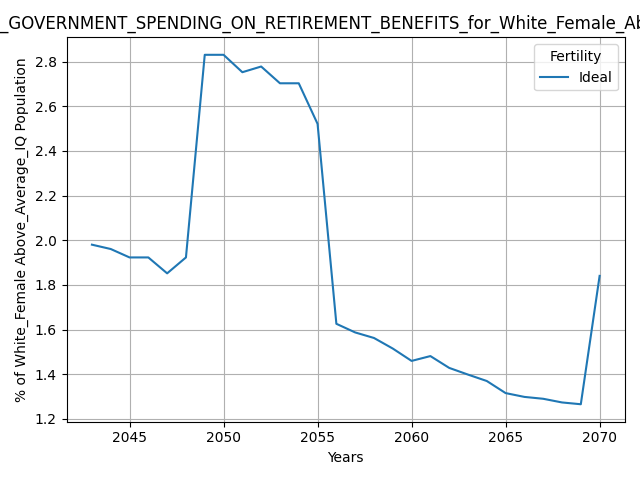 _GOVERNMENT_SPENDING_ON_RETIREMENT_BENEFITS_for_White_Female_Ab
Fertility
Ideal
% of White_Female Above_Average_IQ Population
2.8
2.6
2.4
2.2
2.0
1.8
1.6
1.4
1.2
2045 2050 2055 2060 2065 2070
Years